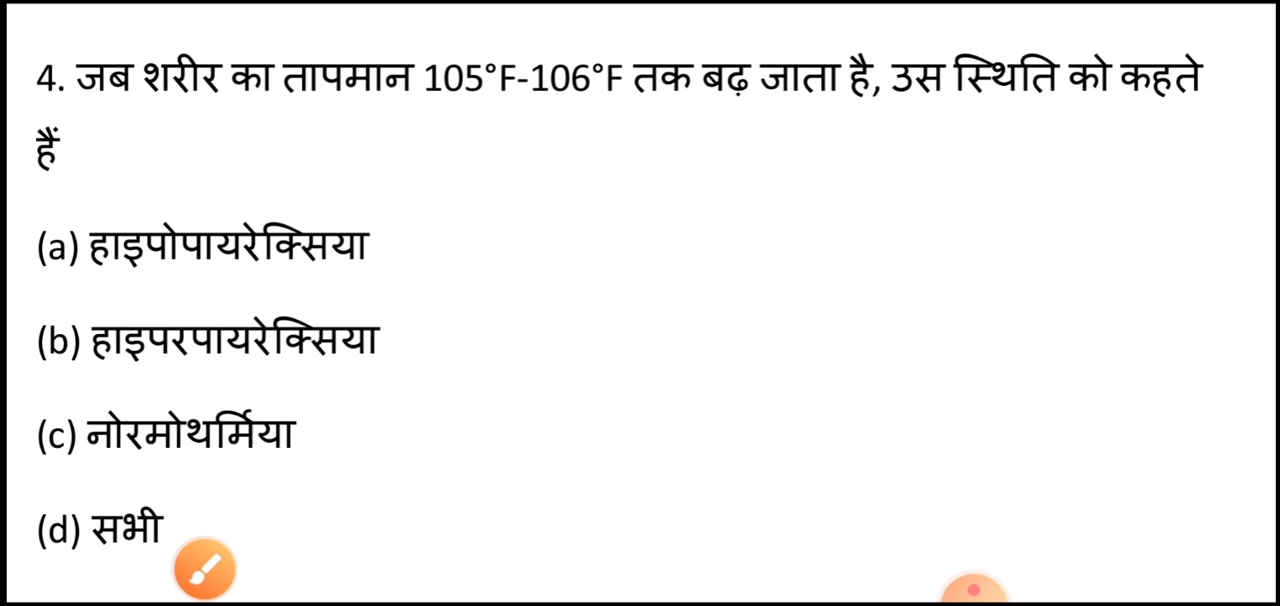 4. जब शरीर का तापमान 105°F-106°F तक बढ़ जाता है, उस स्थिति को कहते
हैं
(a) हाइपोपायरेक्सिया
(b) हाइपरपायरेक्सिया
(c) नोरमोथर्मिया
(d) सभी